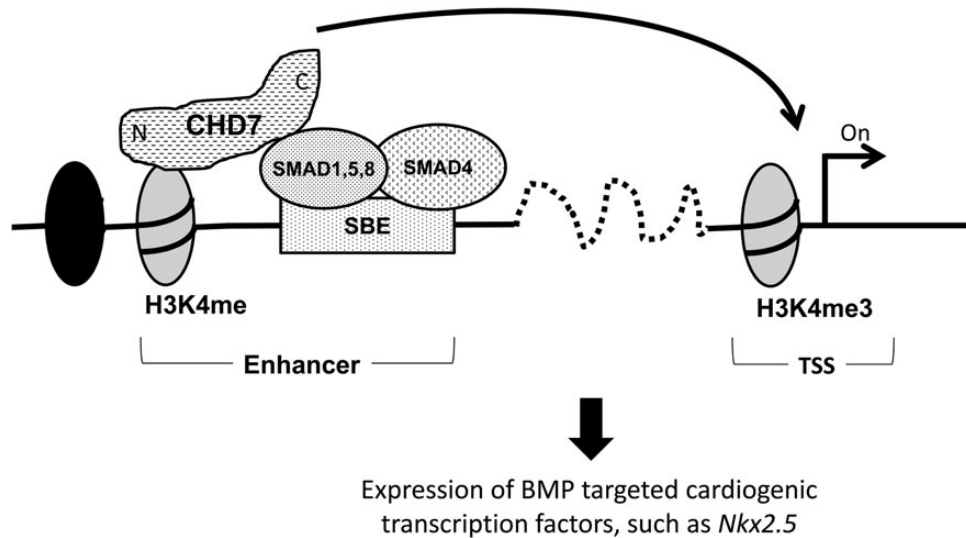 C
On
N
CHD7
SMAD1,5,8
SMAD4
SBE
H3K4me
H3K4me3
Enhancer
TSS
Expression of BMP targeted cardiogenic
transcription factors, such as Nkx2.5